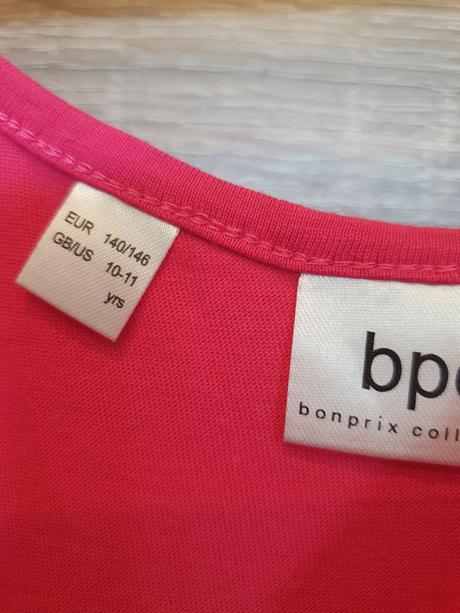 EUR 140/146
GB/US 10-11
yrs
bp
bonprix coll